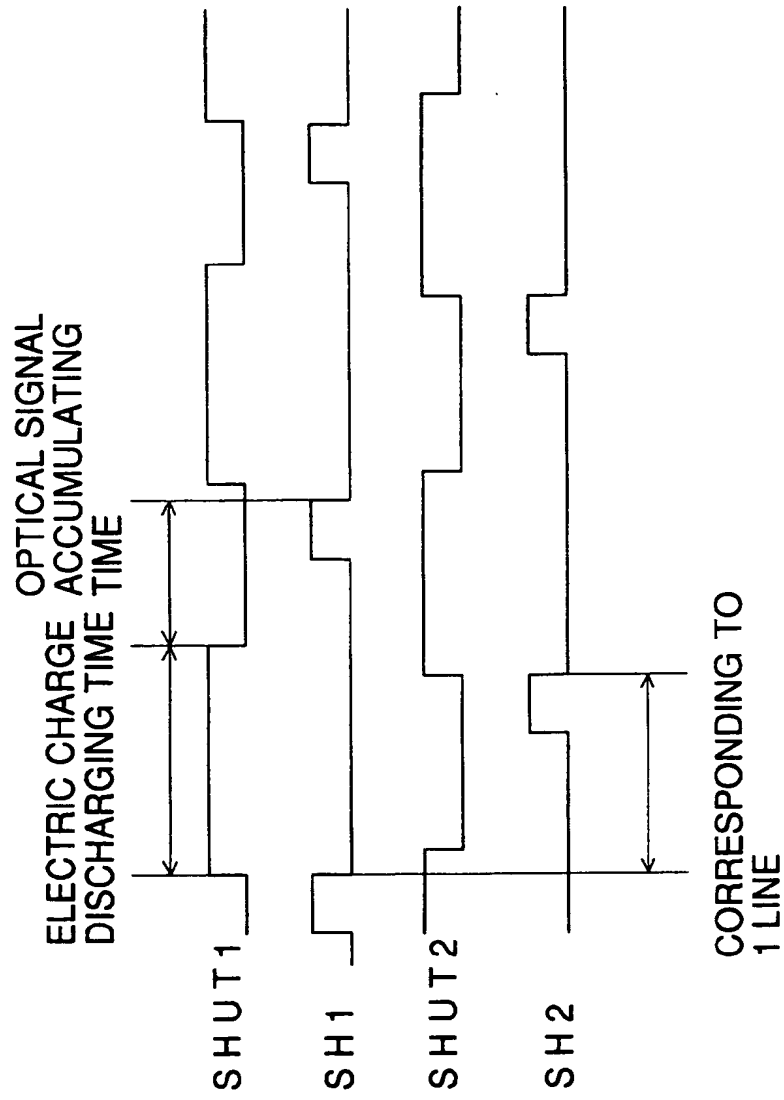 ELECTRIC CHARGE
DISCHARGING TIME
OPTICAL SIGNAL
ACCUMULATING
TIME
SHUT1
SH1
SHUT2
SH2
CORRESPONDING TO
1 LINE